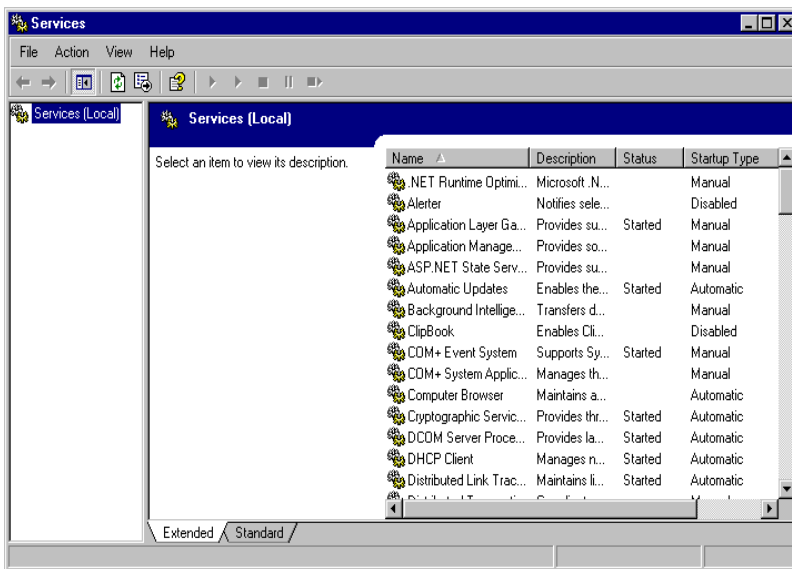 Services
File Action View Help
Services (Local)
Services (Local)
Select an item to view its description.
Name Description Status Startup Type
.NET Runtime Optimi... Microsoft .N... Manual
Alerter Notifies sele... Disabled
Application Layer Ga... Provides su... Started Manual
Application Manage... Provides so... Manual
ASP.NET State Serv... Provides su... Manual
Automatic Updates Enables the... Started Automatic
Background Intellige... Transfers d... Manual
ClipBook Enables Cli... Disabled
COM+ Event System Supports Sy... Started Manual
COM+ System Applic... Manages th... Manual
Computer Browser Maintains a... Automatic
Cryptographic Servic... Provides thr... Started Automatic
DCOM Server Proce... Provides la... Started Automatic
DHCP Client Manages n... Started Automatic
Distributed Link Trac... Maintains li... Started Automatic
Extended Standard